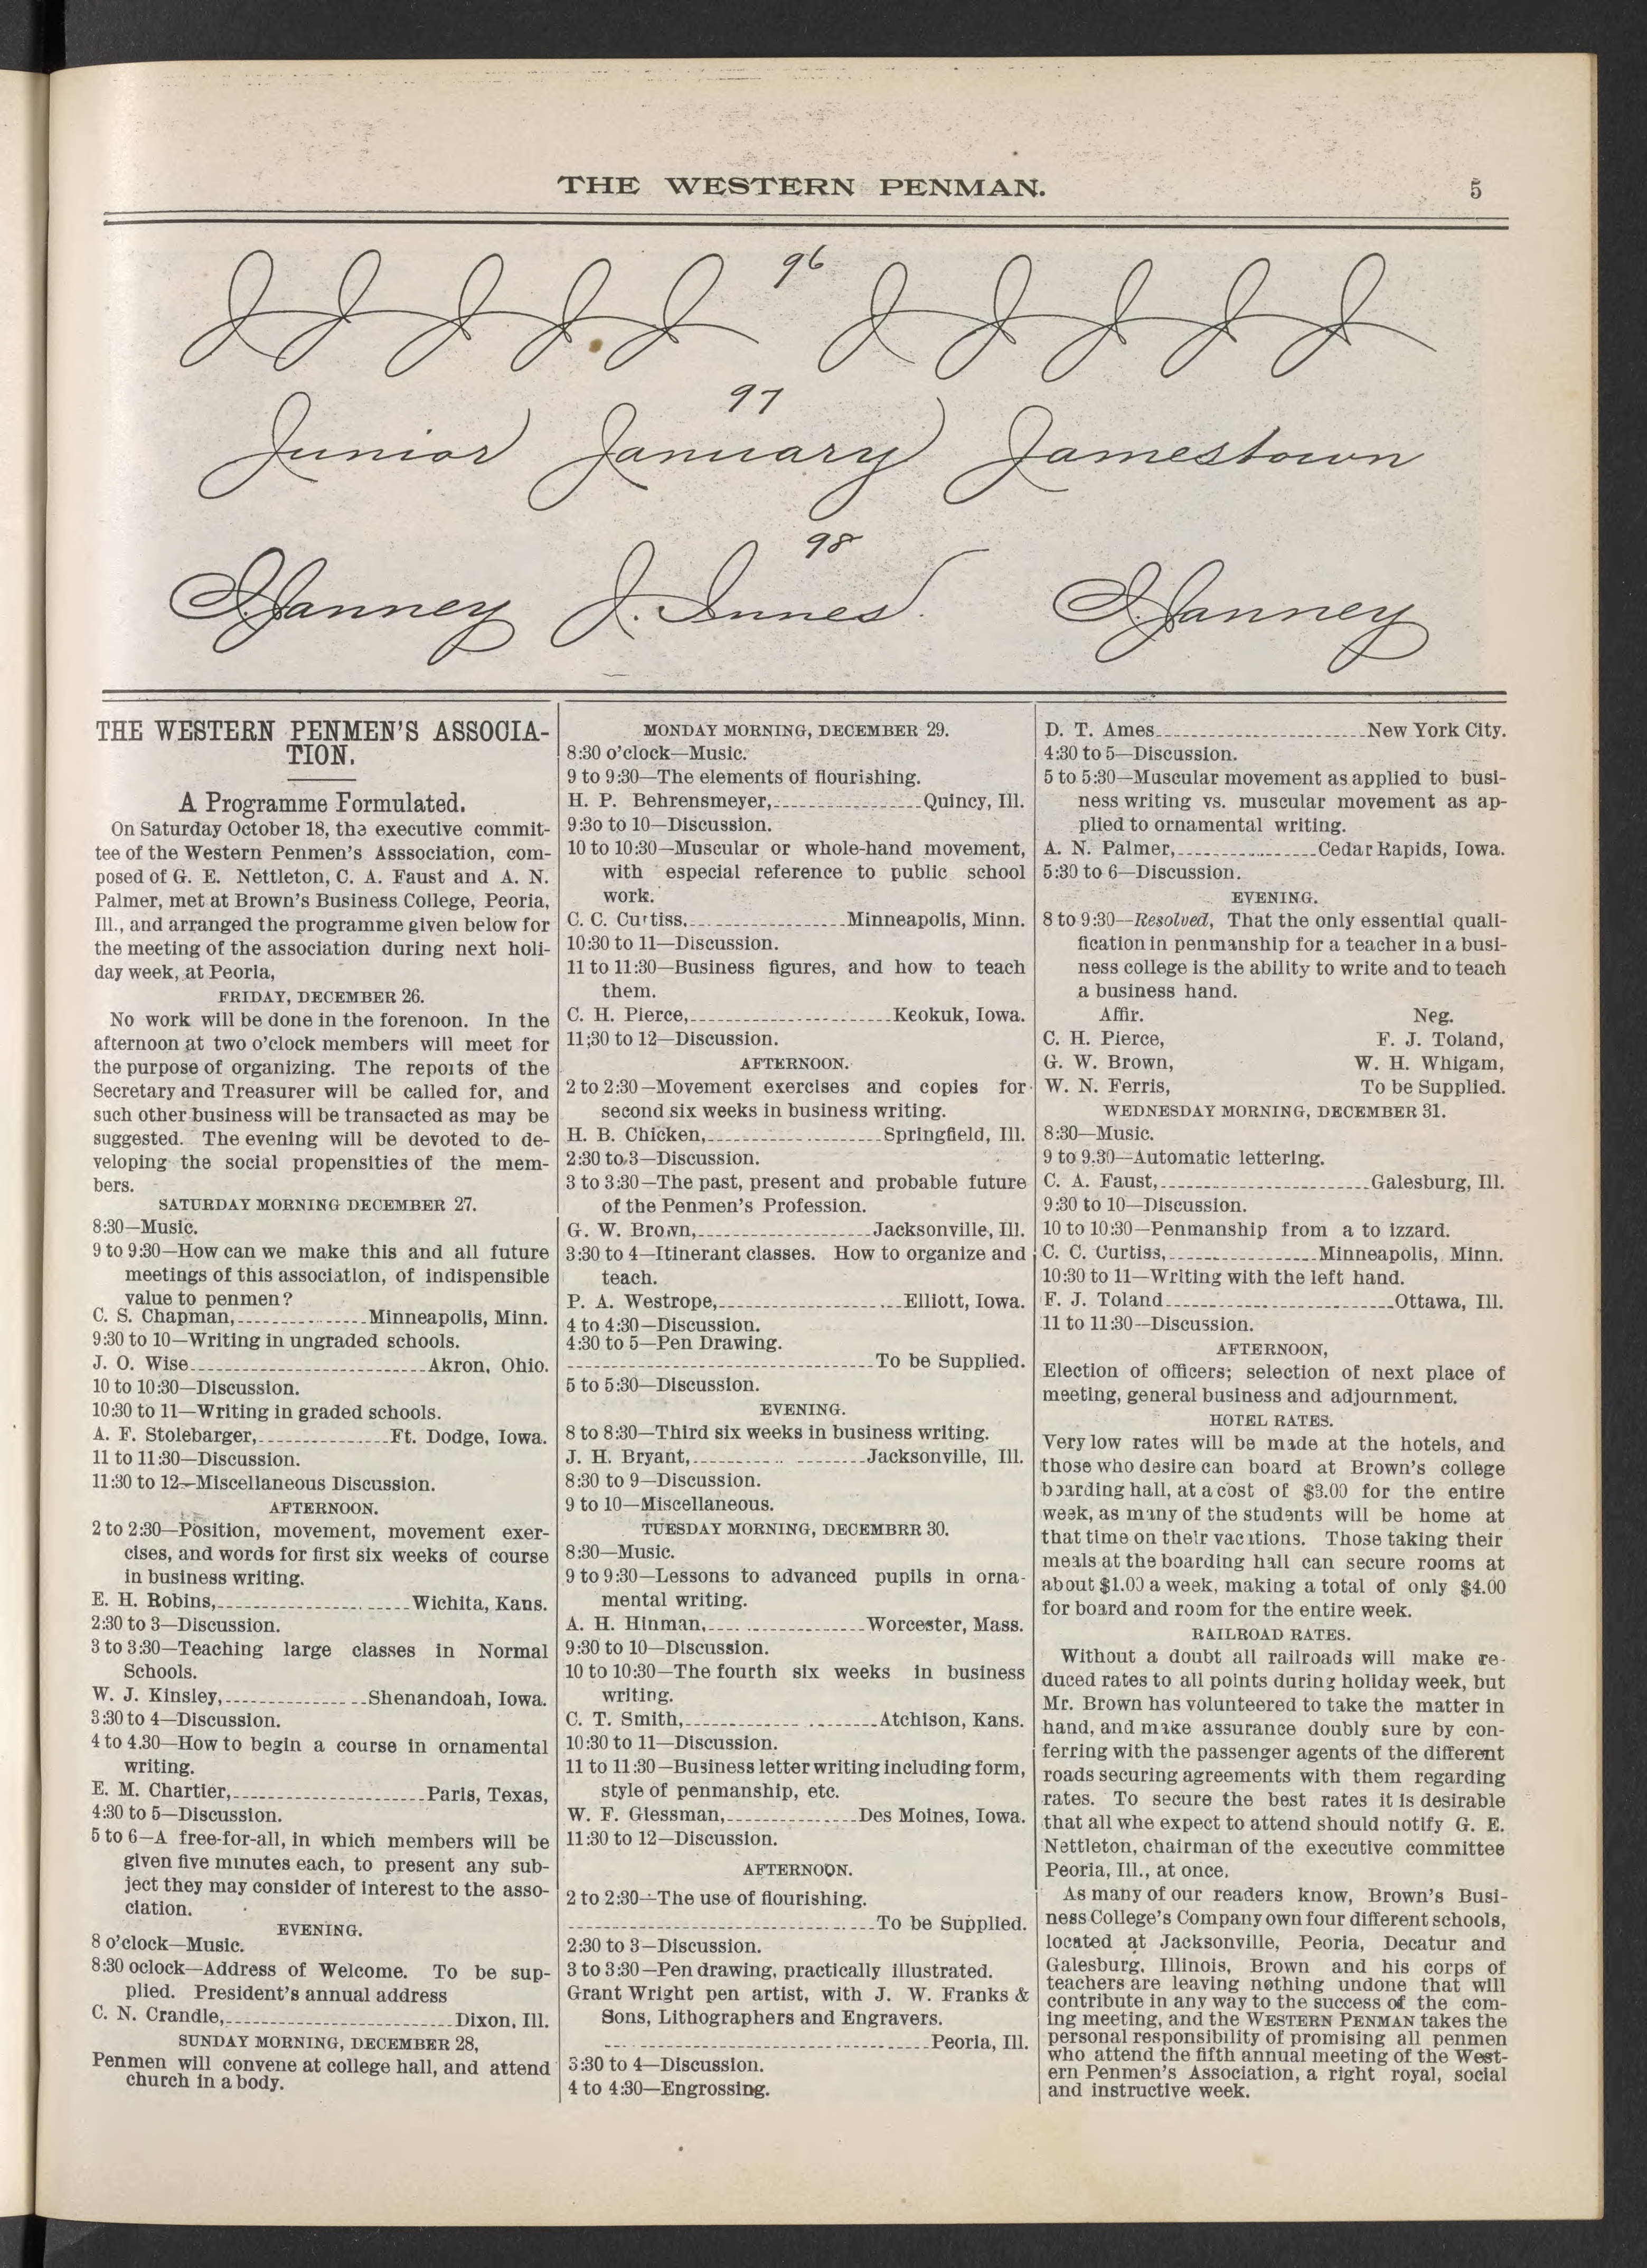 THE WESTERN PENMAN.
5
96
J J J J J J J J J J
97
Junior January Jamestown
98
J. Janney J. Innes. J. Janney
THE WESTERN PENMEN'S ASSOCIA-
TION.
A Programme Formulated.
On Saturday October 18, tha executive commit-
tee of the Western Penmen's Asssociation, com-
posed of G. E. Nettleton, C. A. Faust and A. N.
Palmer, met at Brown's Business College, Peoria,
Ill., and arranged the programme given below for
the meeting of the association during next holi-
day week, at Peoria,
FRIDAY, DECEMBER 26.
No work will be done in the forenoon. In the
afternoon at two o'clock members will meet for
the purpose of organizing. The repoits of the
Secretary and Treasurer will be called for, and
such other business will be transacted as may be
suggested. The evening will be devoted to de-
veloping the social propensities of the mem-
bers.
SATURDAY MORNING DECEMBER 27.
8:30—Music.
9 to 9:30—How can we make this and all future
meetings of this association, of indispensible
value to penmen?
C. S. Chapman,---------------Minneapolis, Minn.
9:30 to 10—Writing in ungraded schools.
J. O. Wise--------------------------Akron, Ohio.
10 to 10:30—Discussion.
10:30 to 11—Writing in graded schools.
A. F. Stolebarger,---------------Ft. Dodge, Iowa.
11 to 11:30—Discussion.
11:30 to 12—Miscellaneous Discussion.
AFTERNOON.
2 to 2:30—Position, movement, movement exer-
cises, and words for first six weeks of course
in business writing.
E. H. Robins,---------------------Wichita, Kans.
2:30 to 3—Discussion.
3 to 3:30—Teaching large classes in Normal
Schools.
W. J. Kinsley,----------------Shenandoah, Iowa.
3:30 to 4—Discussion.
4 to 4.30—How to begin a course in ornamental
writing.
E. M. Chartier,---------------------Paris, Texas,
4:30 to 5—Discussion.
5 to 6—A free-for-all, in which members will be
given five minutes each, to present any sub-
ject they may consider of interest to the asso-
ciation.
EVENING.
8 o'clock—Music.
8:30 oclock—Address of Welcome. To be sup-
plied. President's annual address
C. N. Crandle,-------------------------Dixon, Ill.
SUNDAY MORNING, DECEMBER 28,
Penmen will convene at college hall, and attend
church in a body.
MONDAY MORNING, DECEMBER 29.
8:30 o'clock—Music.
9 to 9:30—The elements of flourishing.
H. P. Behrensmeyer,----------------Quincy, Ill.
9:3o to 10—Discussion.
10 to 10:30—Muscular or whole-hand movement,
with especial reference to public school
work.
C. C. Curtiss,-----------------Minneapolis, Minn.
10:30 to 11—Discussion.
11 to 11:30—Business figures, and how to teach
them.
C. H. Pierce,----------------------Keokuk, Iowa.
11;30 to 12—Discussion.
AFTERNOON.
2 to 2:30—Movement exercises and copies for
second six weeks in business writing.
H. B. Chicken,-------------------Springfield, Ill.
2:30 to 3—Discussion.
3 to 3:30—The past, present and probable future
of the Penmen's Profession.
G. W. Brown,-------------------Jacksonville, Ill.
3:30 to 4—Itinerant classes. How to organize and
teach.
P. A. Westrope,--------------------Elliott, Iowa.
4 to 4:30—Discussion.
4:30 to 5—Pen Drawing.
----------------------------------To be Supplied.
5 to 5:30—Discussion.
EVENING.
8 to 8:30—Third six weeks in business writing.
J. H. Bryant,-------------------Jacksonville, Ill.
8:30 to 9—Discussion.
9 to 10—Miscellaneous.
TUESDAY MORNING, DECEMBRR 30.
8:30—Music.
9 to 9:30—Lessons to advanced pupils in orna-
mental writing.
A. H. Hinman,-----------------Worcester, Mass.
9:30 to 10—Discussion.
10 to 10:30—The fourth six weeks in business
writing.
C. T. Smith,--------------------Atchison, Kans.
10:30 to 11—Discussion.
11 to 11:30—Business letter writing including form,
style of penmanship, etc.
W. F. Giessman,--------------Des Moines, Iowa.
11:30 to 12—Discussion.
AFTERNOON.
2 to 2:30—The use of flourishing.
----------------------------------To be Supplied.
2:30 to 3—Discussion.
3 to 3:30—Pen drawing, practically illustrated.
Grant Wright pen artist, with J. W. Franks &
Sons, Lithographers and Engravers.
------------------------------------Peoria, Ill.
3:30 to 4—Discussion.
4 to 4:30—Engrossing.
D. T. Ames-----------------------New York City.
4:30 to 5—Discussion.
5 to 5:30—Muscular movement as applied to busi-
ness writing vs. muscular movement as ap-
plied to ornamental writing.
A. N. Palmer,---------------Cedar Rapids, Iowa.
5:30 to 6—Discussion.
EVENING.
8 to 9:30—Resolved, That the only essential quali-
fication in penmanship for a teacher in a busi-
ness college is the ability to write and to teach
a business hand.
Affir. Neg.
C. H. Pierce, F. J. Toland,
G. W. Brown, W. H. Whigam,
W. N. Ferris, To be Supplied.
WEDNESDAY MORNING, DECEMBER 31.
8:30—Music.
9 to 9.30—Automatic lettering.
C. A. Faust,-----------------------Galesburg, Ill.
9:30 to 10—Discussion.
10 to 10:30—Penmanship from a to izzard.
C. C. Curtiss,----------------Minneapolis, Minn.
10:30 to 11—Writing with the left hand.
F. J. Toland-------------------------Ottawa, Ill.
11 to 11:30—Discussion.
AFTERNOON,
Election of officers; selection of next place of
meeting, general business and adjournment.
HOTEL RATES.
Very low rates will be made at the hotels, and
those who desire can board at Brown's college
boarding hall, at a cost of $3.00 for the entire
week, as many of the students will be home at
that time on their vacations. Those taking their
meals at the boarding hall can secure rooms at
about $1.00 a week, making a total of only $4.00
for board and room for the entire week.
RAILROAD RATES.
Without a doubt all railroads will make re-
duced rates to all points during holiday week, but
Mr. Brown has volunteered to take the matter in
hand, and make assurance doubly sure by con-
ferring with the passenger agents of the different
roads securing agreements with them regarding
rates. To secure the best rates it is desirable
that all whe expect to attend should notify G. E.
Nettleton, chairman of the executive committee
Peoria, Ill., at once.
As many of our readers know, Brown's Busi-
ness College's Company own four different schools,
located at Jacksonville, Peoria, Decatur and
Galesburg, Illinois, Brown and his corps of
teachers are leaving nothing undone that will
contribute in any way to the success of the com-
ing meeting, and the WESTERN PENMAN takes the
personal responsibility of promising all penmen
who attend the fifth annual meeting of the West-
ern Penmen's Association, a right royal, social
and instructive week.